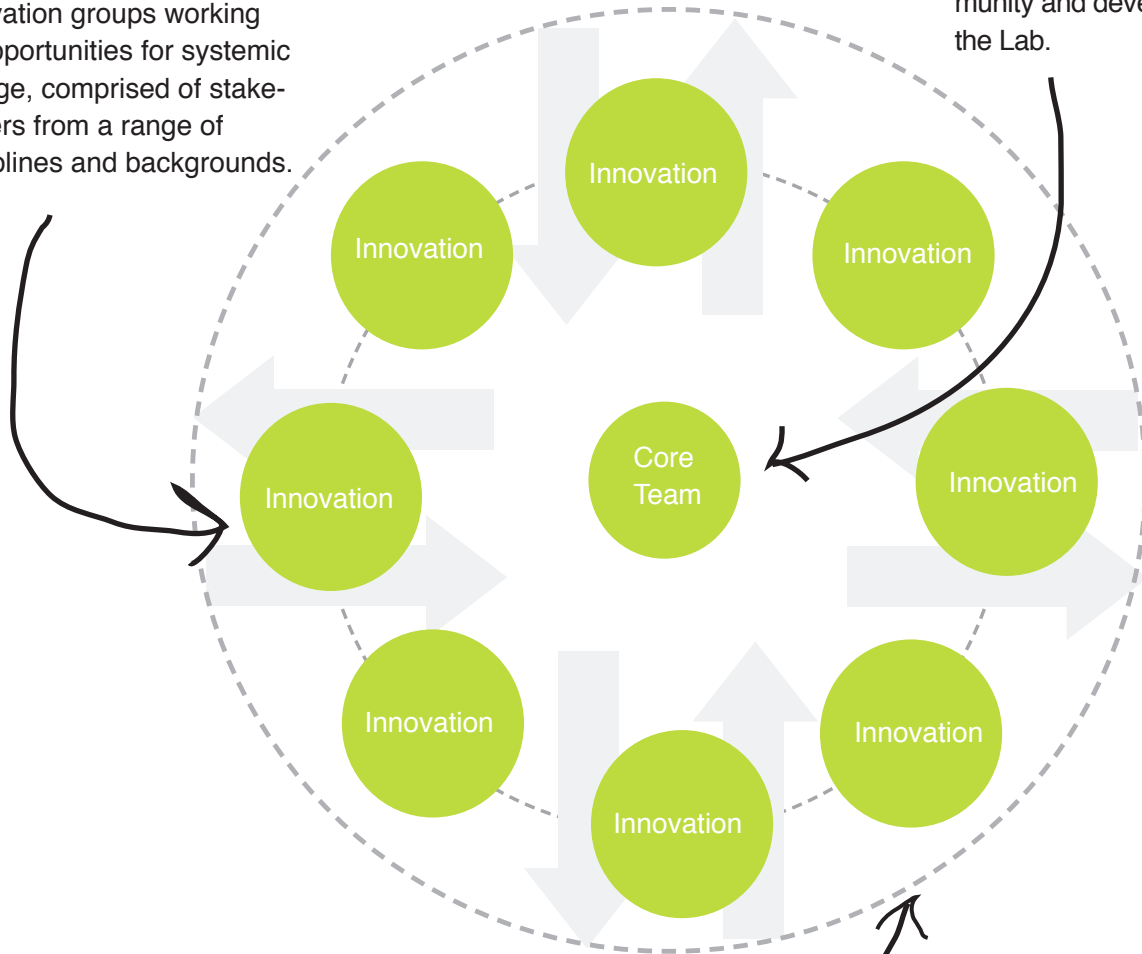 vation groups working
pportunities for systemic
ge, comprised of stake-
ers from a range of
plines and backgrounds.
munity and deve
the Lab.
Innovation
Innovation
Innovation
Innovation
Core
Team
Innovation
Innovation
Innovation
Innovation